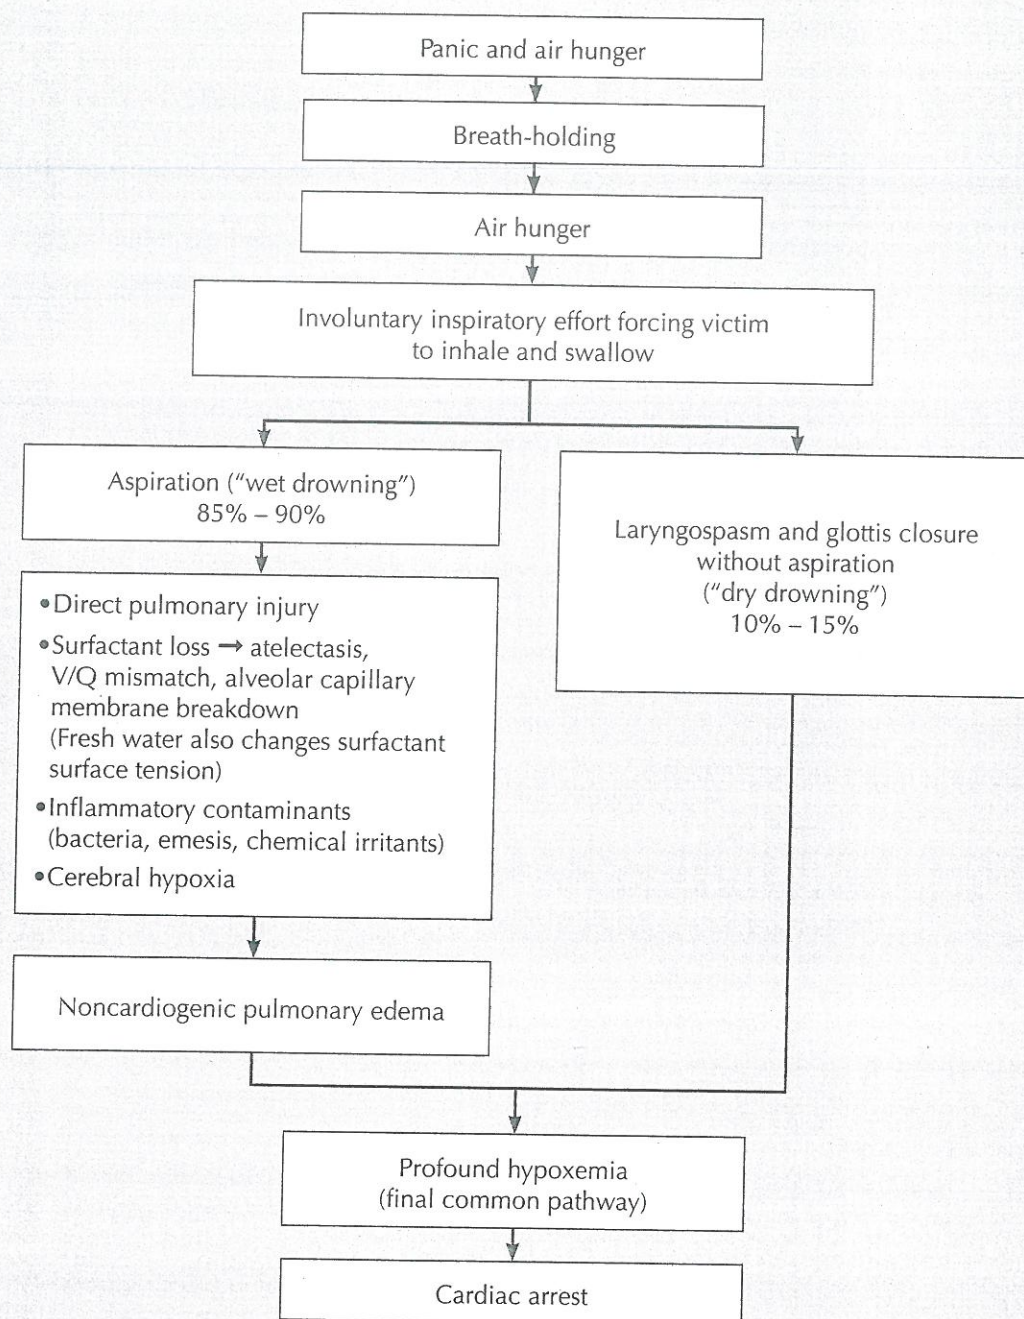 Panic and air hunger
Breath-holding
Air hunger
Involuntary inspiratory effort forcing victim
to inhale and swallow
Aspiration ("wet drowning")
85% – 90%
Laryngospasm and glottis closure
without aspiration
("dry drowning")
10% – 15%
•Direct pulmonary injury
•Surfactant loss → atelectasis,
V/Q mismatch, alveolar capillary
membrane breakdown
(Fresh water also changes surfactant
surface tension)
•Inflammatory contaminants
(bacteria, emesis, chemical irritants)
•Cerebral hypoxia
Noncardiogenic pulmonary edema
Profound hypoxemia
(final common pathway)
Cardiac arrest